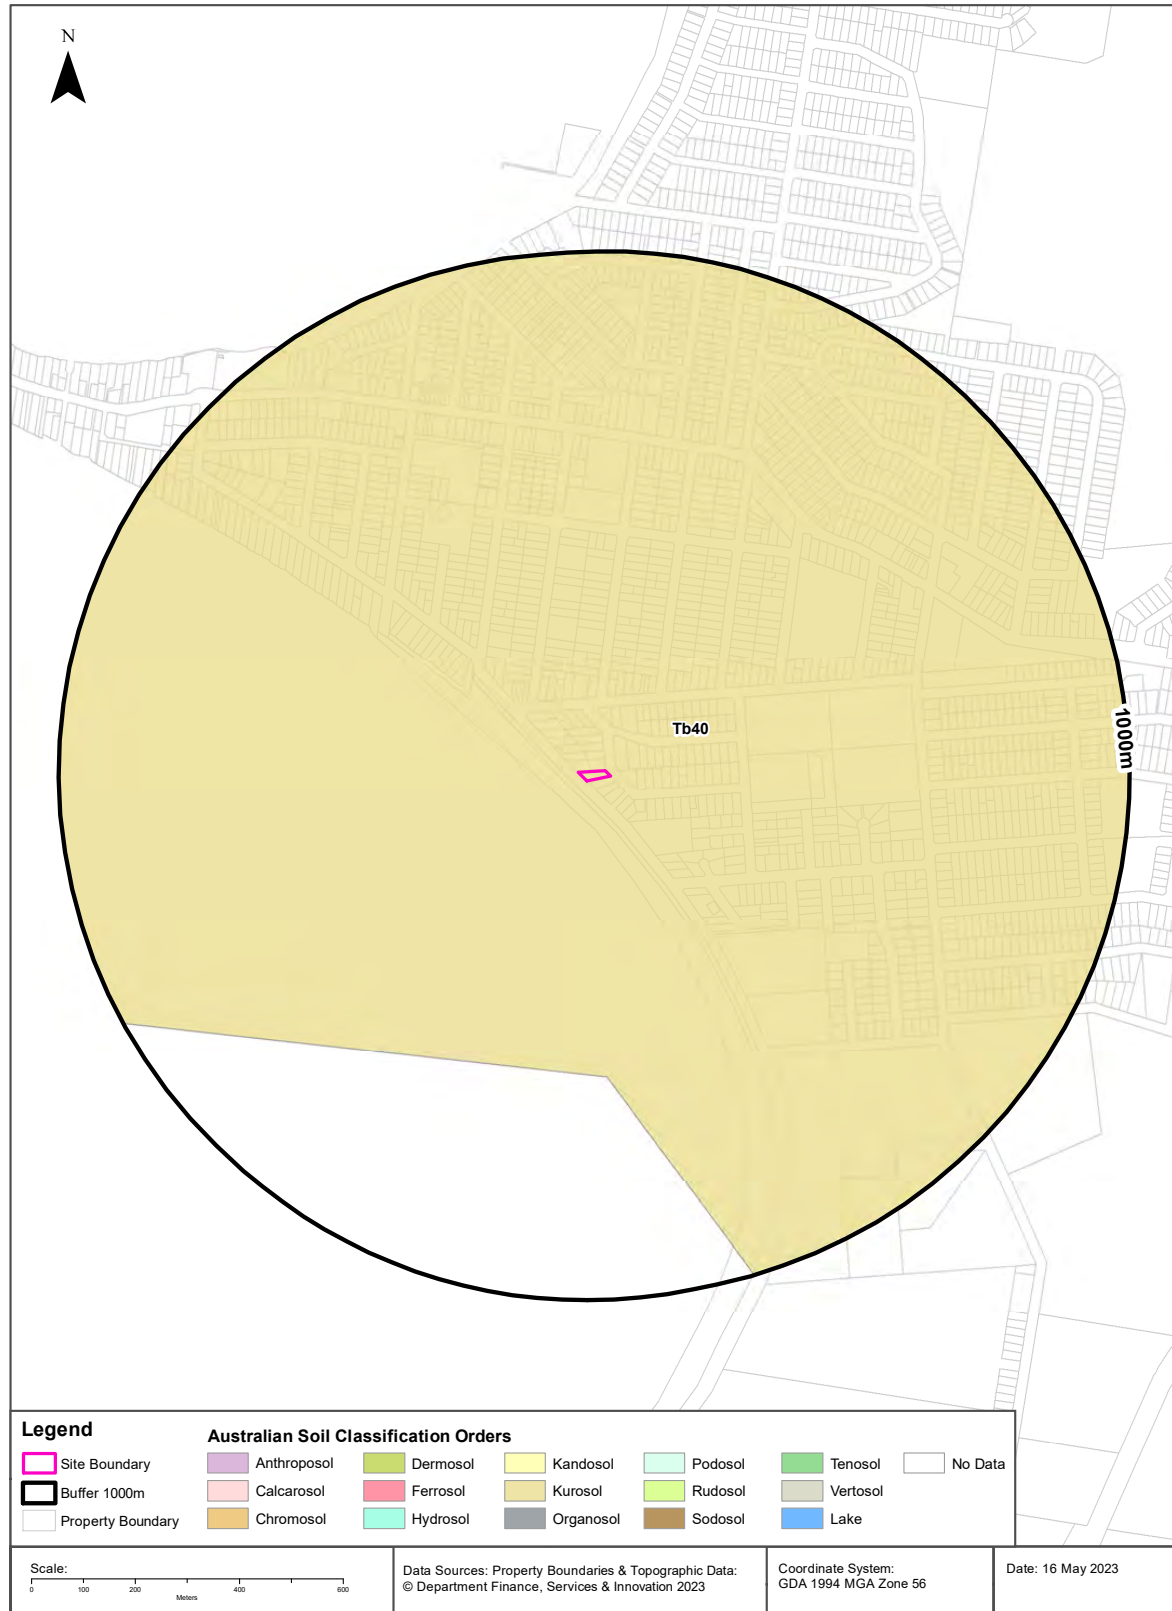 N
Tb40
1000m
Legend
Site Boundary
Buffer 1000m
Property Boundary
Australian Soil Classification Orders
Anthroposol
Calcarosol
Chromosol
Dermosol
Ferrosol
Hydrosol
Kandosol
Kurosol
Organosol
Podosol
Rudosol
Sodosol
Tenosol
Vertosol
Lake
No Data
Scale:
0 100 200 400 600
Meters
Data Sources: Property Boundaries & Topographic Data:
© Department Finance, Services & Innovation 2023
Coordinate System:
GDA 1994 MGA Zone 56
Date: 16 May 2023